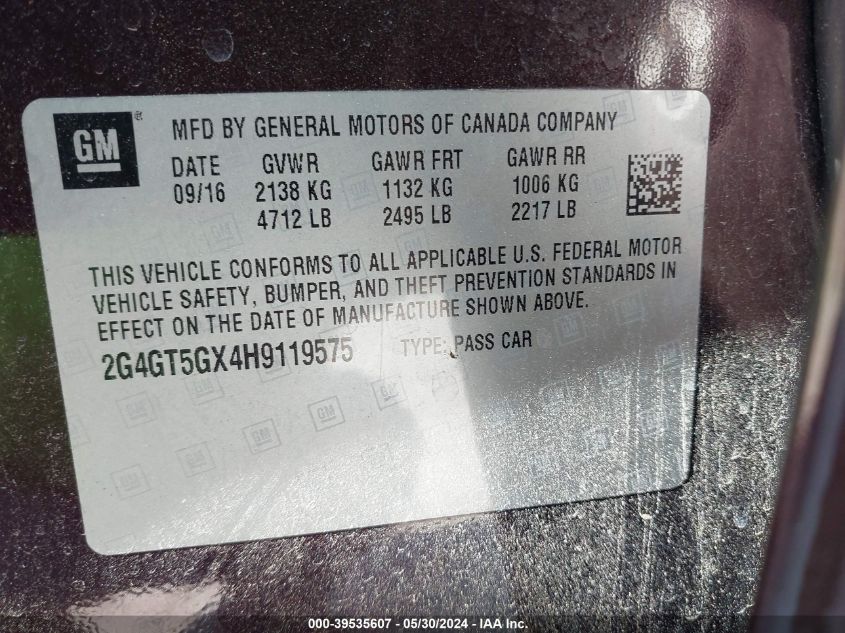 GM
MFD BY GENERAL MOTORS OF CANADA COMPANY
DATE GVWR GAWR FRT GAWR RR
09/16 2138 KG 1132 KG 1006 KG
4712 LB 2495 LB 2217 LB
THIS VEHICLE CONFORMS TO ALL APPLICABLE U.S. FEDERAL MOTOR
VEHICLE SAFETY, BUMPER, AND THEFT PREVENTION STANDARDS IN
EFFECT ON THE DATE OF MANUFACTURE SHOWN ABOVE.
2G4GT5GX4H9119575 TYPE: PASS CAR
000-39535607 - 05/30/2024 - IAA Inc.